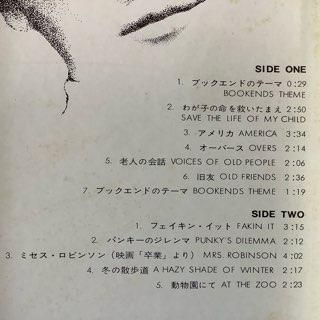 SIDE ONE
1. ブックエンドのテーマ 0:29
BOOKENDS THEME
2. わが子の命を救いたまえ 2:50
SAVE THE LIFE OF MY CHILD
3. アメリカ AMERICA 3:34
4. オーバース OVERS 2:14
5. 老人の会話 VOICES OF OLD PEOPLE 2:06
6. 旧友 OLD FRIENDS 2:36
7. ブックエンドのテーマ BOOKENDS THEME 1:19
SIDE TWO
1. フェイキン・イット FAKIN IT 3:15
2. パンキーのジレンマ PUNKY'S DILEMMA 2:12
3. ミセス・ロビンソン（映画「卒業」より） MRS. ROBINSON 4:02
4. 冬の散歩道 A HAZY SHADE OF WINTER 2:17
5. 動物園にて AT THE ZOO 2:23